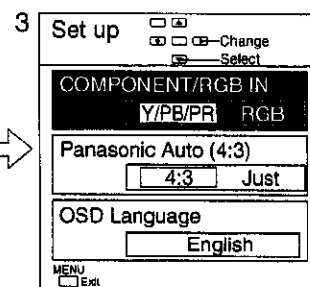 3
Set up
Change
Select
COMPONENT/RGB IN
Y/PB/PR RGB
Panasonic Auto (4:3)
4:3 Just
OSD Language
English
MENU
Exit